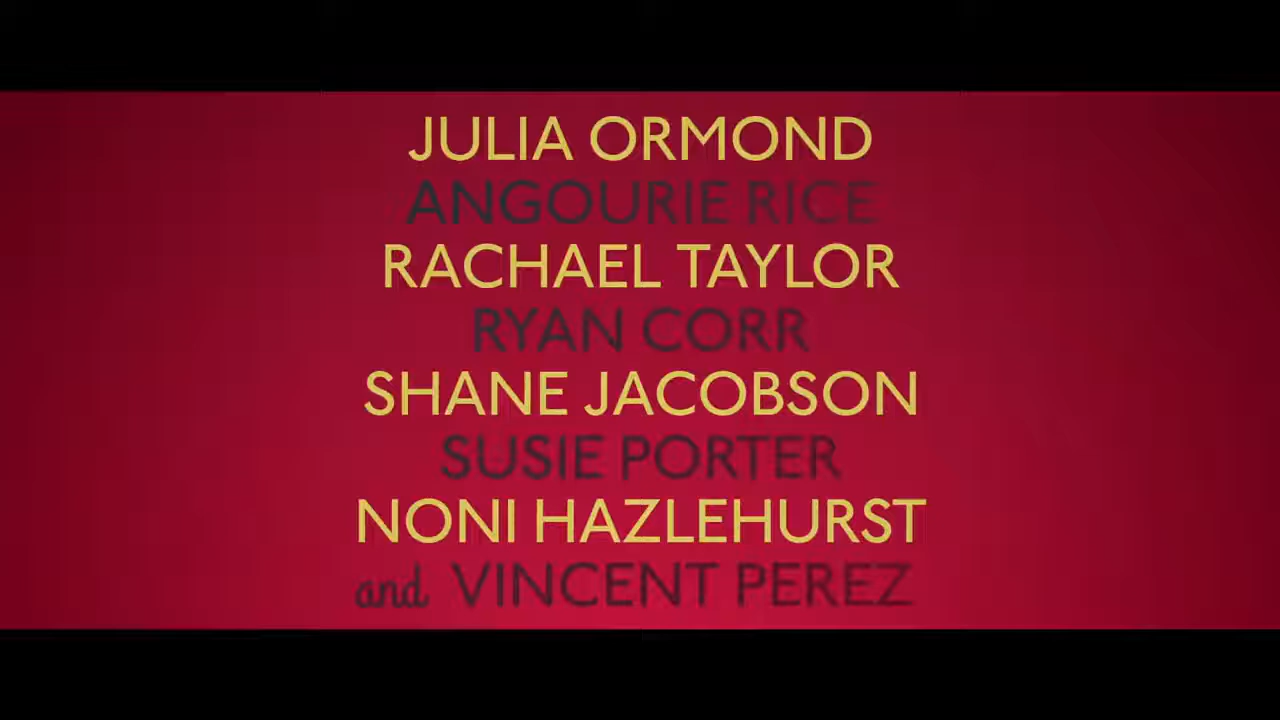 JULIA ORMOND
ANGOURIE RICE
RACHAEL TAYLOR
RYAN CORR
SHANE JACOBSON
SUSIE PORTER
NONI HAZLEHURST
and VINCENT PEREZ